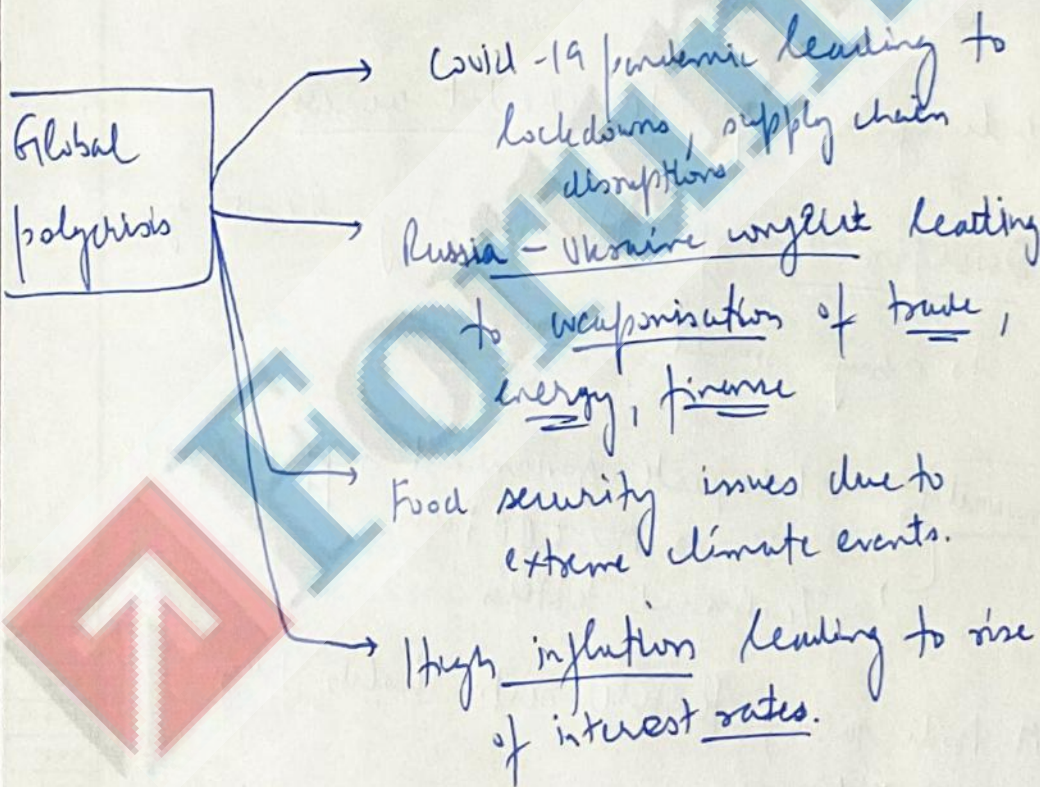 Global
polycrisis
Covid-19 pandemic leading to
lockdowns, supply chain
disruptions
Russia - Ukraine conflict leading
to weaponisation of trade,
energy, finance
Food security issues due to
extreme climate events.
High inflation leading to rise
of interest rates.
Forum